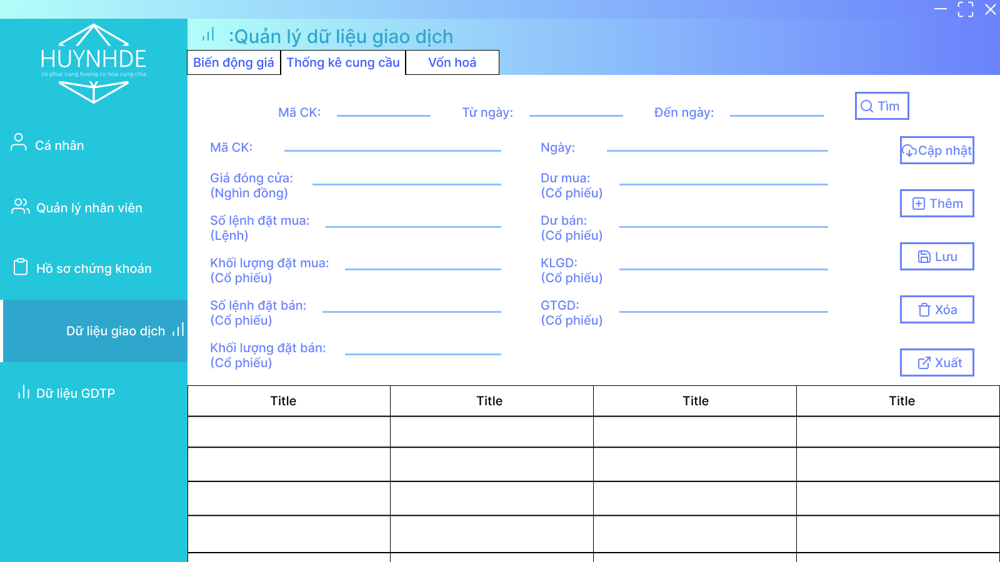 HUYNHDE
co phuc cung huong co hoa cung chia
Cá nhân
Quản lý nhân viên
Hồ sơ chứng khoán
Dữ liệu giao dịch
Dữ liệu GDTP
:Quản lý dữ liệu giao dịch
Biến động giá Thống kê cung cầu Vốn hoá
Mã CK: Từ ngày: Đến ngày: Tìm
Mã CK: Ngày: Cập nhật
Giá đóng cửa:
(Nghìn đồng)
Dư mua:
(Cổ phiếu)
Thêm
Số lệnh đặt mua:
(Lệnh)
Dư bán:
(Cổ phiếu)
Khối lượng đặt mua:
(Cổ phiếu)
KLGD:
(Cổ phiếu)
Lưu
Số lệnh đặt bán:
(Cổ phiếu)
GTGD:
(Cổ phiếu)
Xóa
Khối lượng đặt bán:
(Cổ phiếu)
Xuất
Title Title Title Title